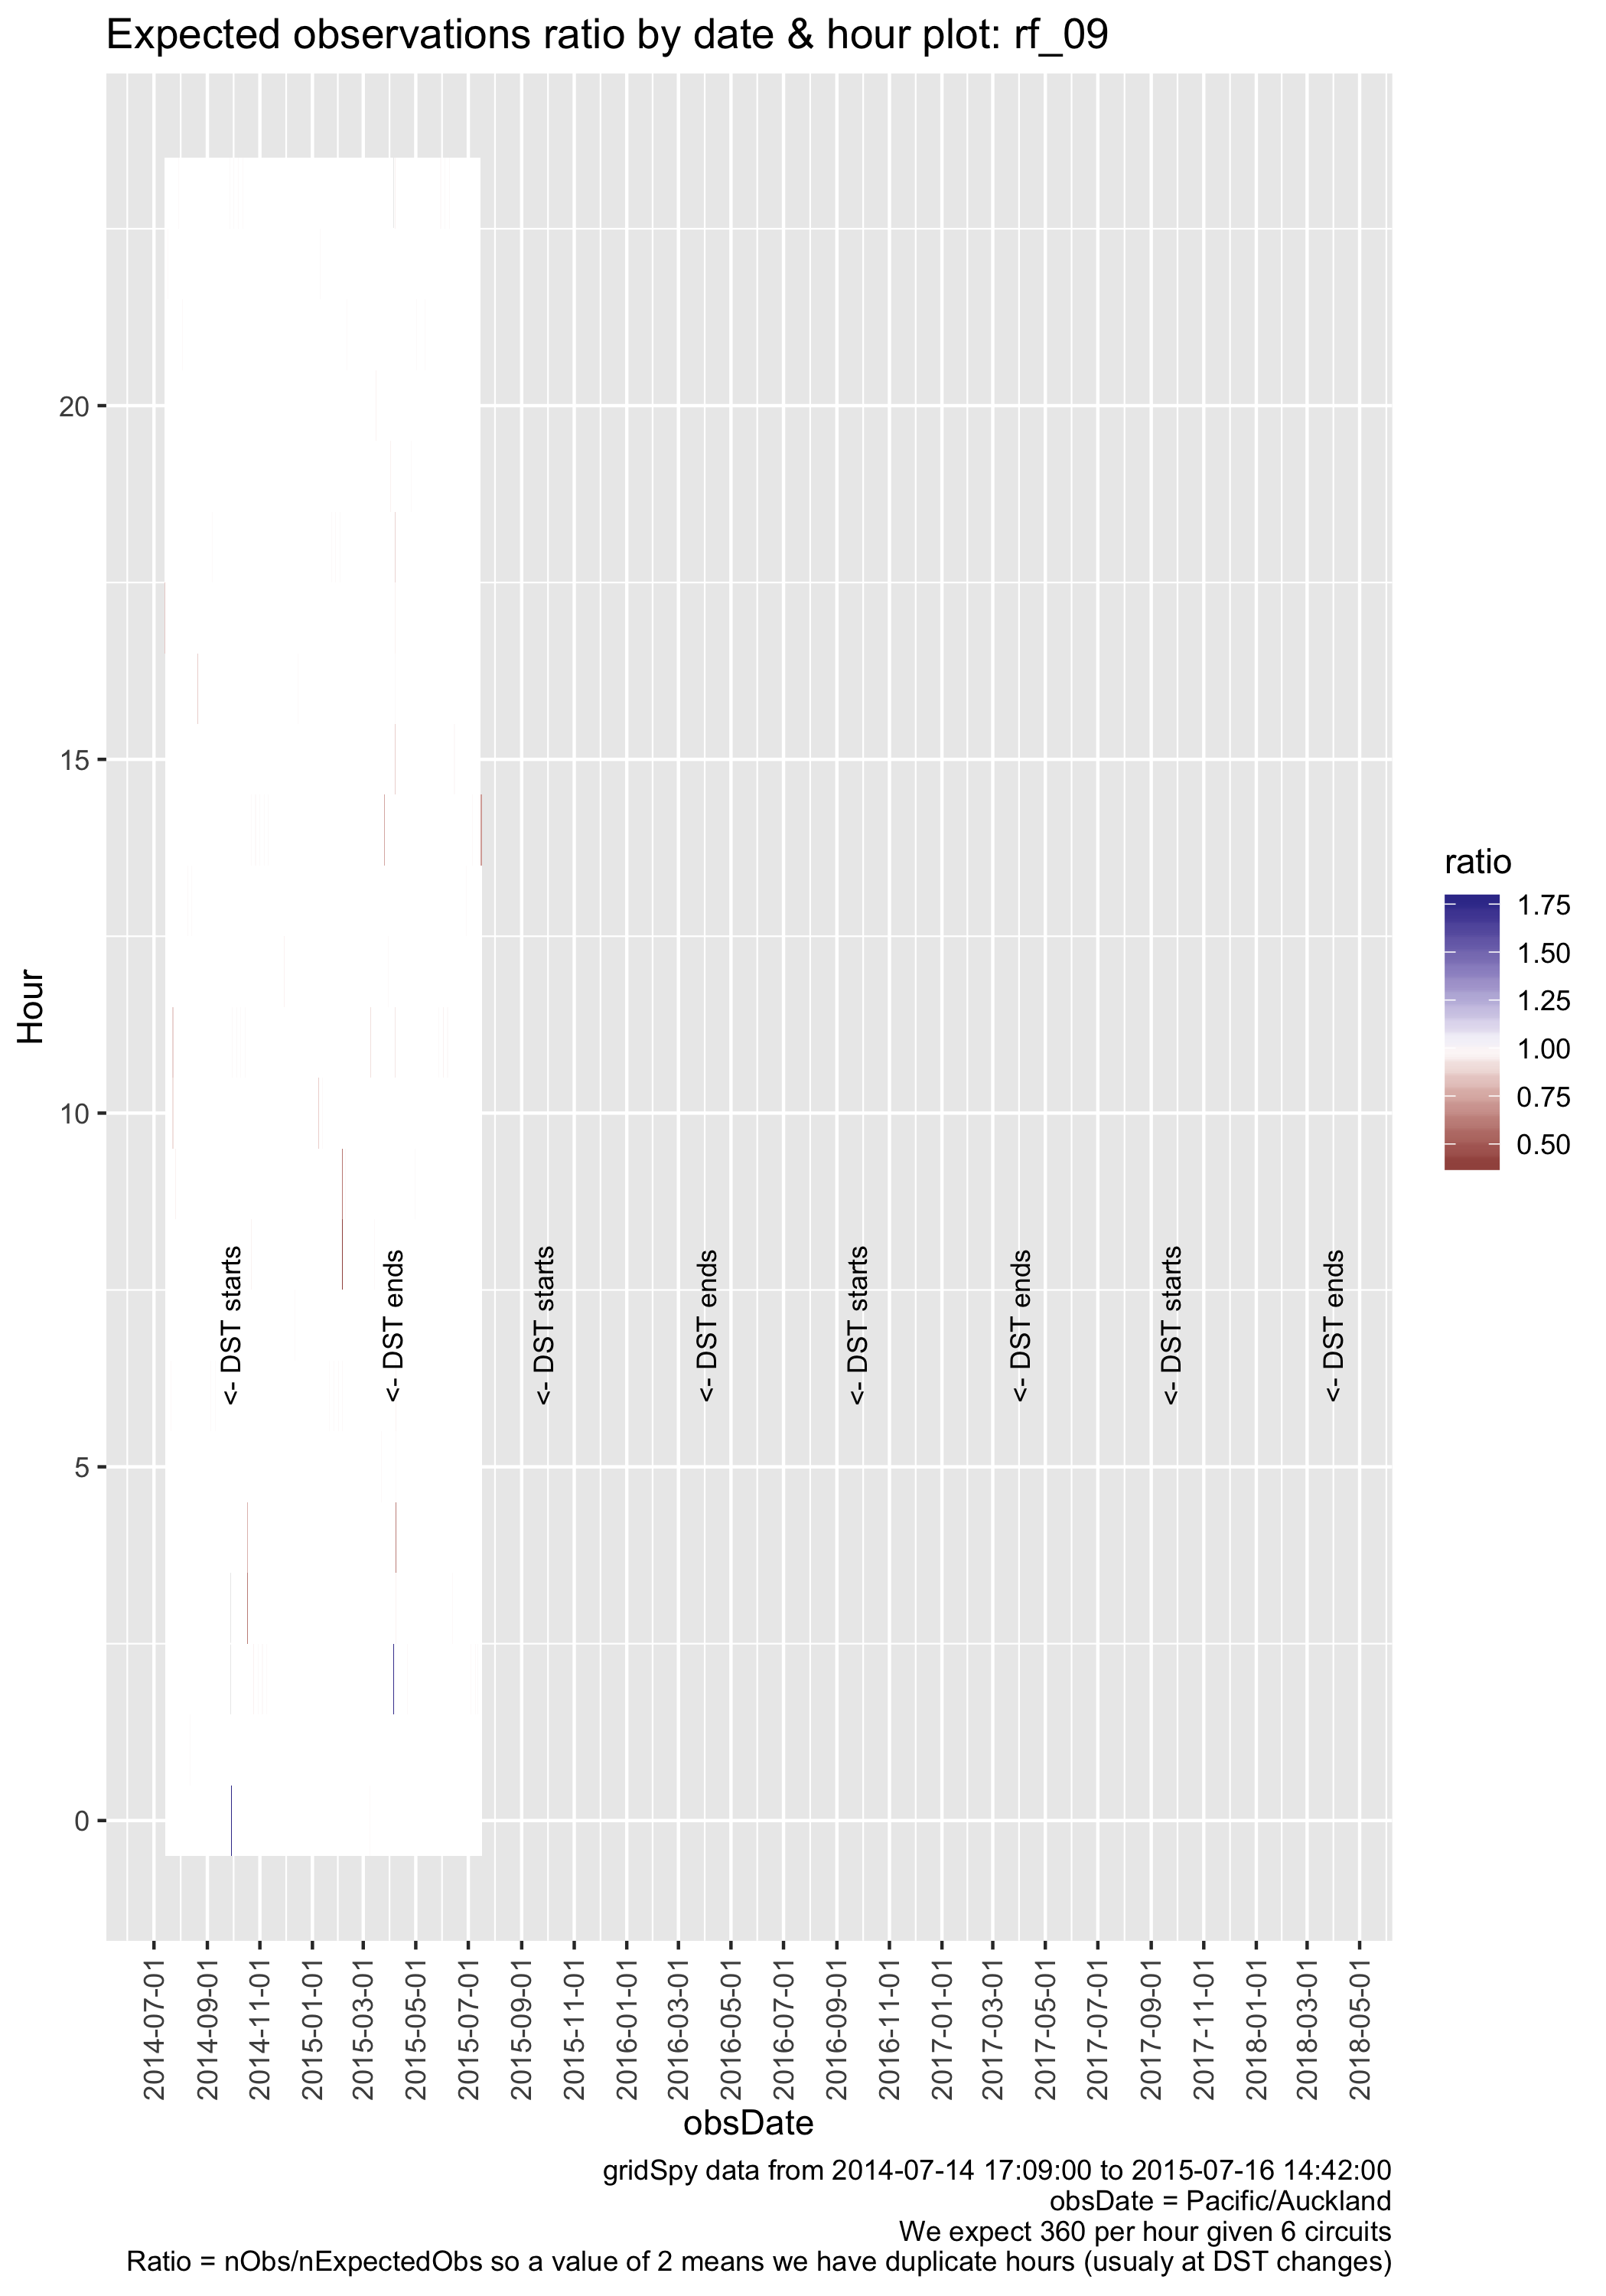 Expected observations ratio by date & hour plot: rf_09
Hour
20
15
10
5
0
<- DST starts
<- DST ends
<- DST starts
<- DST ends
<- DST starts
<- DST ends
<- DST starts
<- DST ends
ratio
1.75
1.50
1.25
1.00
0.75
0.50
2014-07-01
2014-09-01
2014-11-01
2015-01-01
2015-03-01
2015-05-01
2015-07-01
2015-09-01
2015-11-01
2016-01-01
2016-03-01
2016-05-01
2016-07-01
2016-09-01
2016-11-01
2017-01-01
2017-03-01
2017-05-01
2017-07-01
2017-09-01
2017-11-01
2018-01-01
2018-03-01
2018-05-01
obsDate
gridSpy data from 2014-07-14 17:09:00 to 2015-07-16 14:42:00
obsDate = Pacific/Auckland
We expect 360 per hour given 6 circuits
Ratio = nObs/nExpectedObs so a value of 2 means we have duplicate hours (usualy at DST changes)